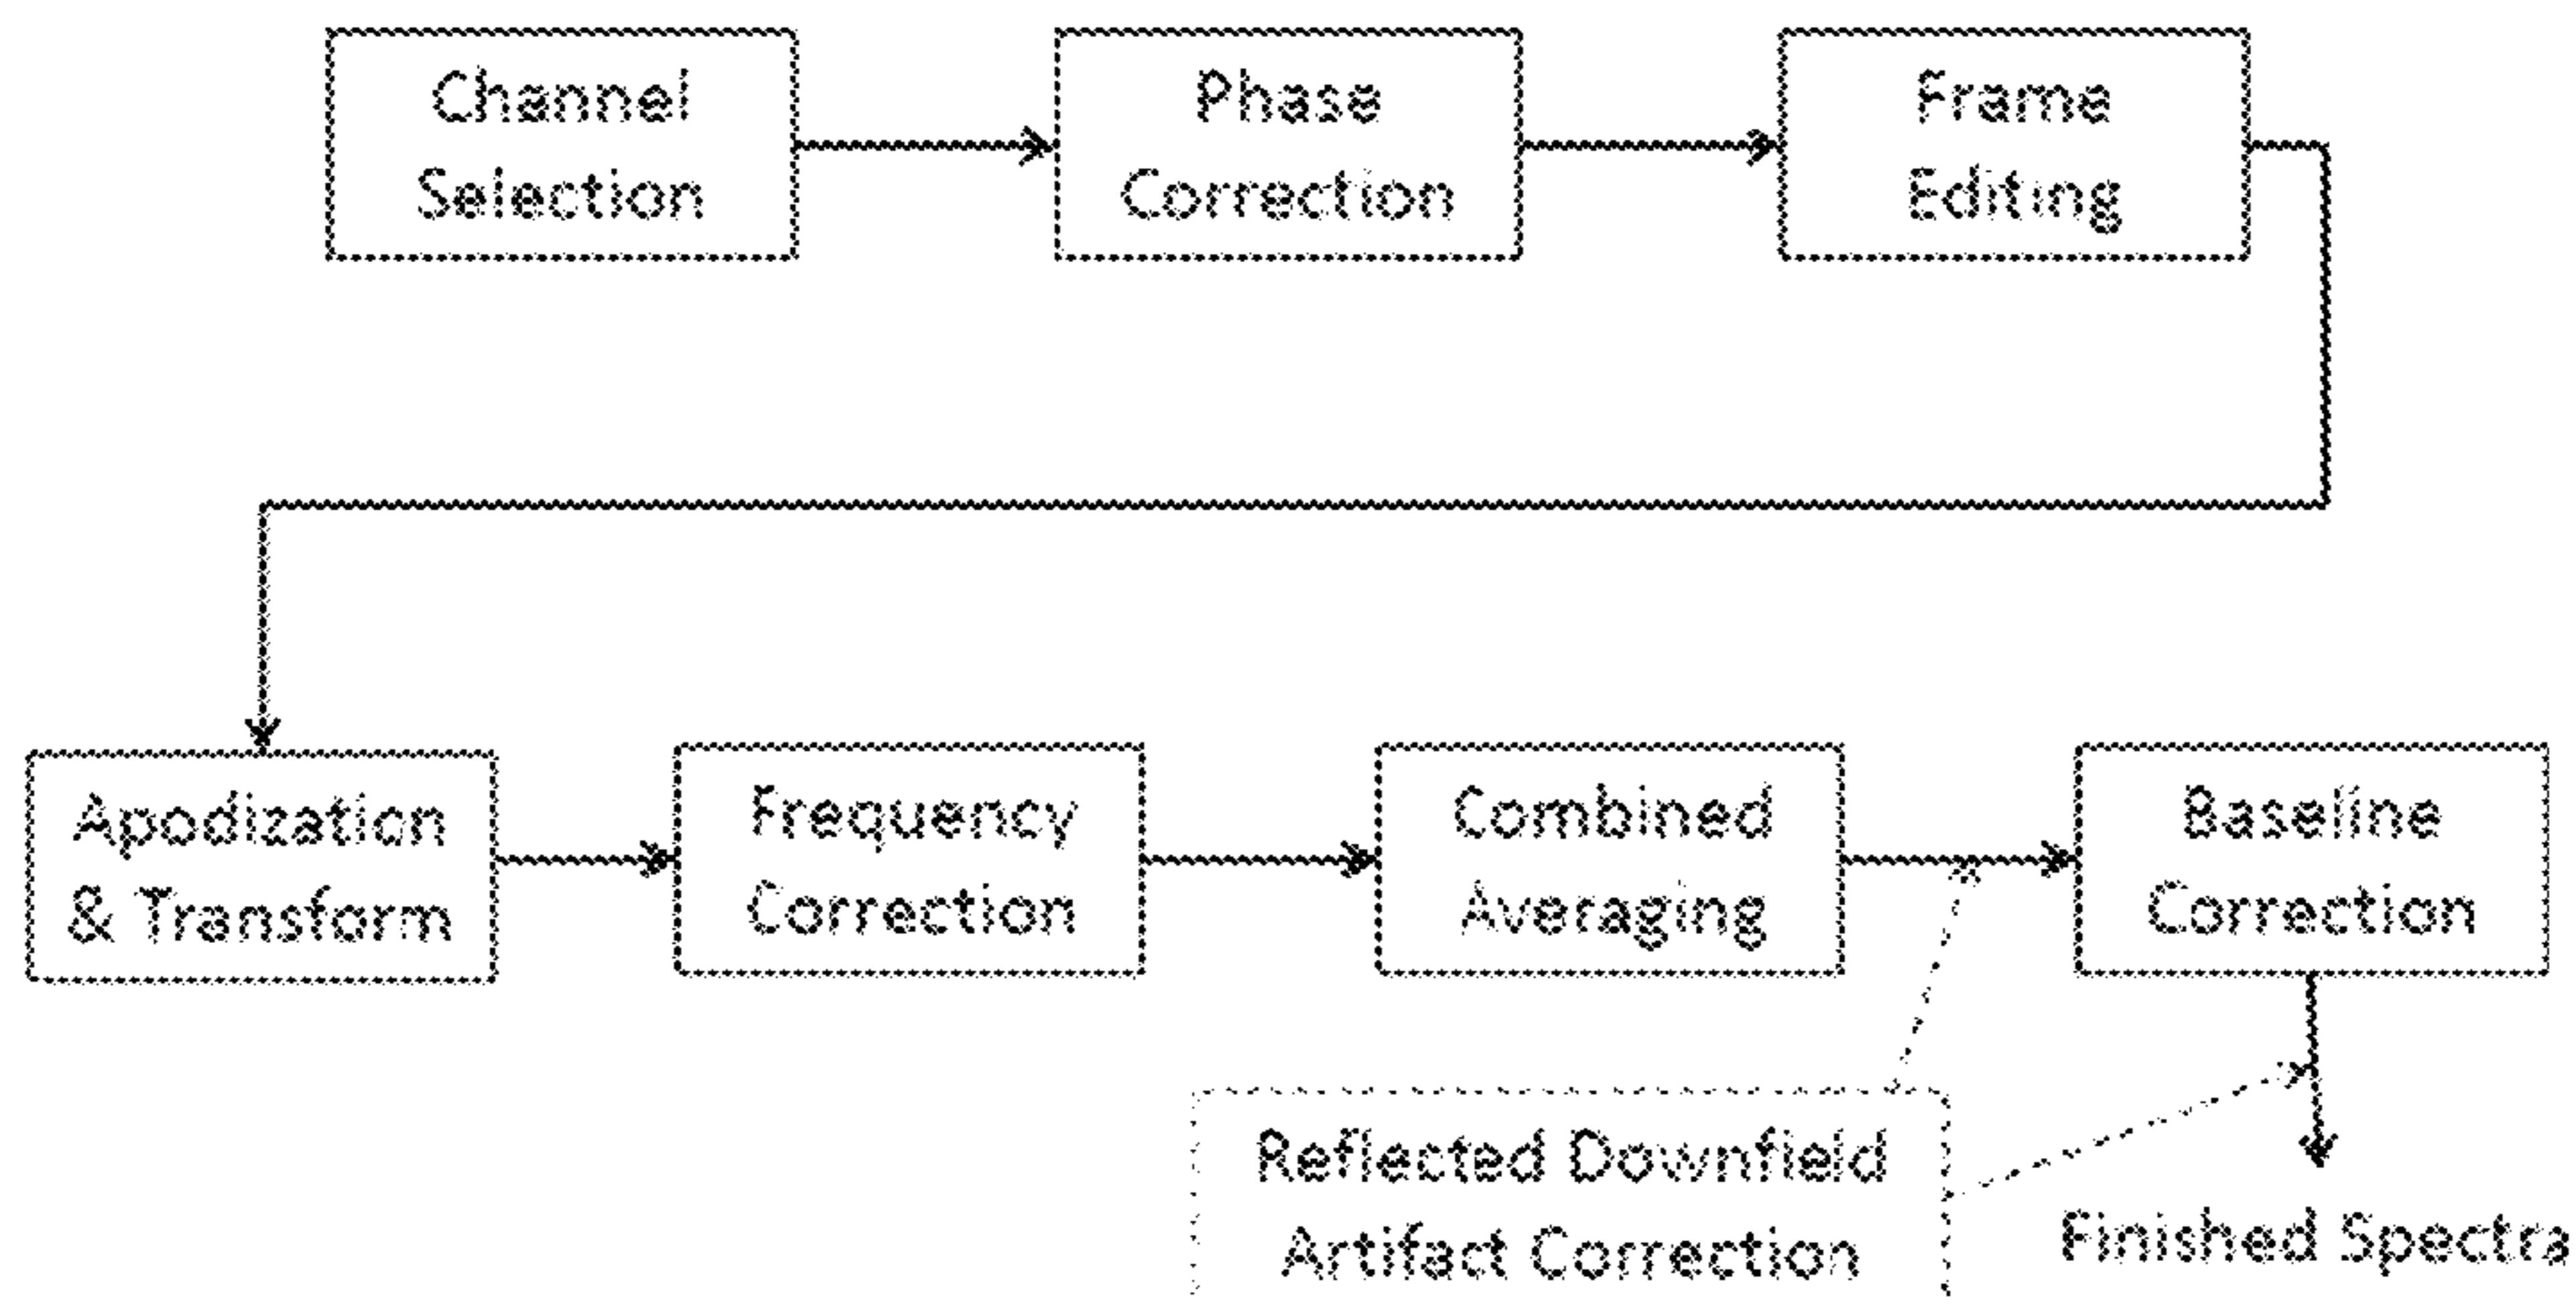 Channel
Selection
Phase
Correction
Frame
Editing
Apodization
& Transform
Frequency
Correction
Combined
Averaging
Baseline
Correction
Reflected Downfield
Artifact Correction
Finished Spectra